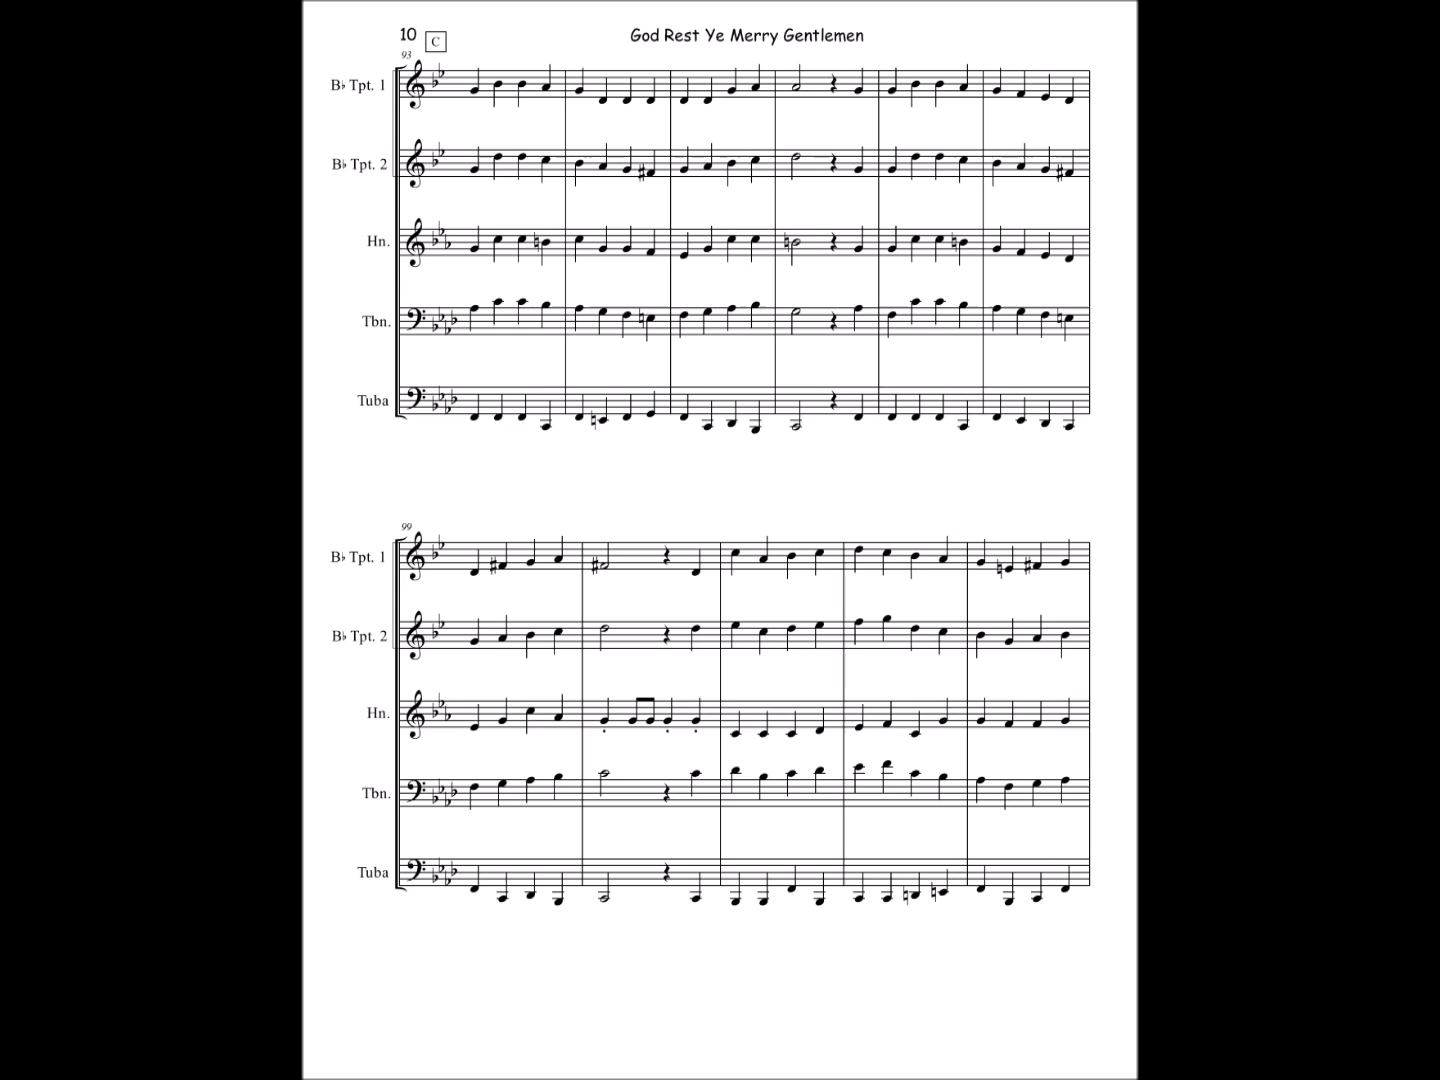 10 C God Rest Ye Merry Gentlemen
93
B♭ Tpt. 1
B♭ Tpt. 2
Hn.
Tbn.
Tuba
99
B♭ Tpt. 1
B♭ Tpt. 2
Hn.
Tbn.
Tuba